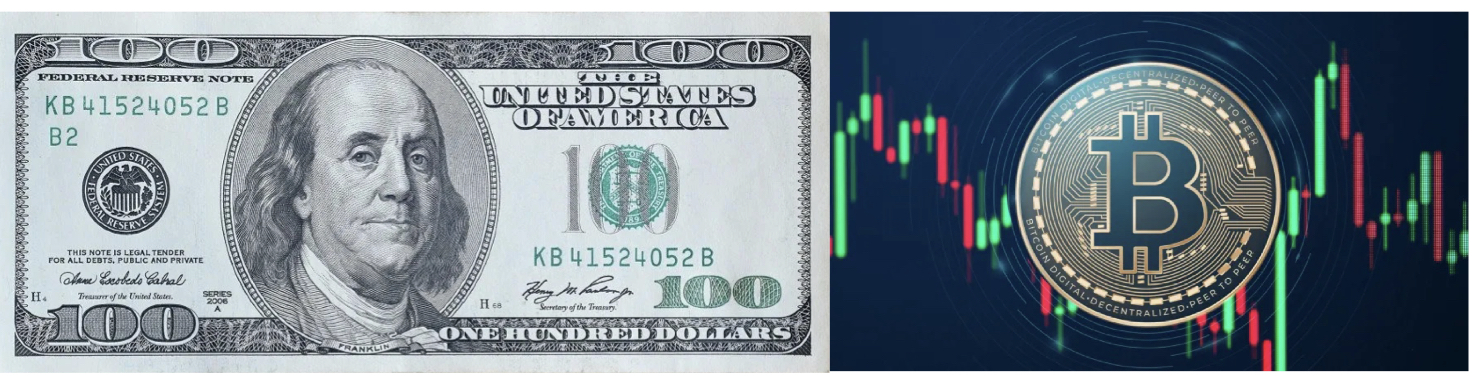 100
100
FEDERAL RESERVE NOTE
THE
UNITED STATES
OF AMERICA
KB 41524052 B
B2
100
UNITED STATES
FEDERAL RESERVE SYSTEM
KB 41524052 B
THIS NOTE IS LEGAL TENDER
FOR ALL DEBTS, PUBLIC AND PRIVATE
Anna Escobedo Cabral
Treasurer of the United States.
SERIES
2006
A
H 4
H 68
Henry M. Paulson, Jr.
Secretary of the Treasury.
100
100
FRANKLIN
ONE HUNDRED DOLLARS
BITCOIN DIGITAL·DECENTRALIZED·PEER TO PEER
BITCOIN DIGITAL·DECENTRALIZED·PEER TO PEER